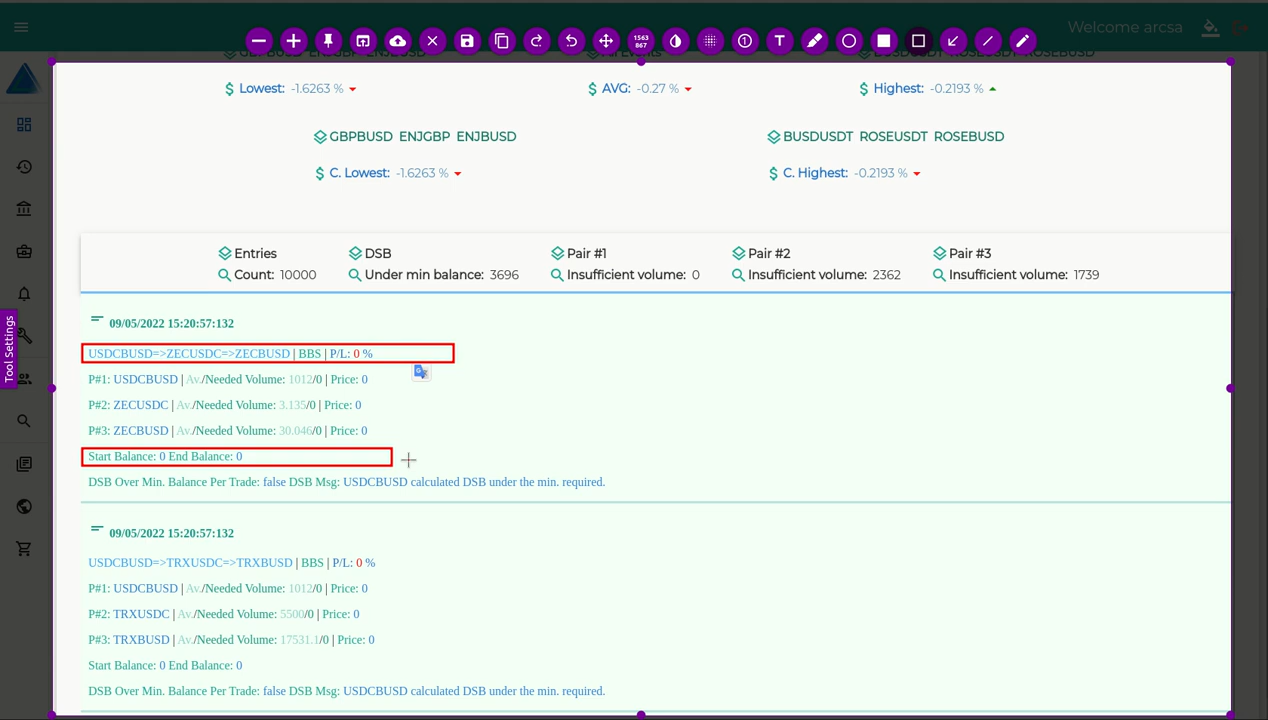 Welcome arcsa
1563
867
T
Lowest: -1.6263 %
AVG: -0.27 %
Highest: -0.2193 %
GBPBUSD ENJGBP ENJBUSD
BUSDUSDT ROSEUSDT ROSEBUSD
C. Lowest: -1.6263 %
C. Highest: -0.2193 %
Entries
DSB
Pair #1
Pair #2
Pair #3
Count: 10000
Under min balance: 3696
Insufficient volume: 0
Insufficient volume: 2362
Insufficient volume: 1739
Tool Settings
09/05/2022 15:20:57:132
USDCBUSD=>ZECUSDC=>ZECBUSD | BBS | P/L: 0 %
P#1: USDCBUSD | Av./Needed Volume: 1012/0 | Price: 0
P#2: ZECUSDC | Av./Needed Volume: 3.135/0 | Price: 0
P#3: ZECBUSD | Av./Needed Volume: 30.046/0 | Price: 0
Start Balance: 0 End Balance: 0
DSB Over Min. Balance Per Trade: false DSB Msg: USDCBUSD calculated DSB under the min. required.
09/05/2022 15:20:57:132
USDCBUSD=>TRXUSDC=>TRXBUSD | BBS | P/L: 0 %
P#1: USDCBUSD | Av./Needed Volume: 1012/0 | Price: 0
P#2: TRXUSDC | Av./Needed Volume: 5500/0 | Price: 0
P#3: TRXBUSD | Av./Needed Volume: 17531.1/0 | Price: 0
Start Balance: 0 End Balance: 0
DSB Over Min. Balance Per Trade: false DSB Msg: USDCBUSD calculated DSB under the min. required.